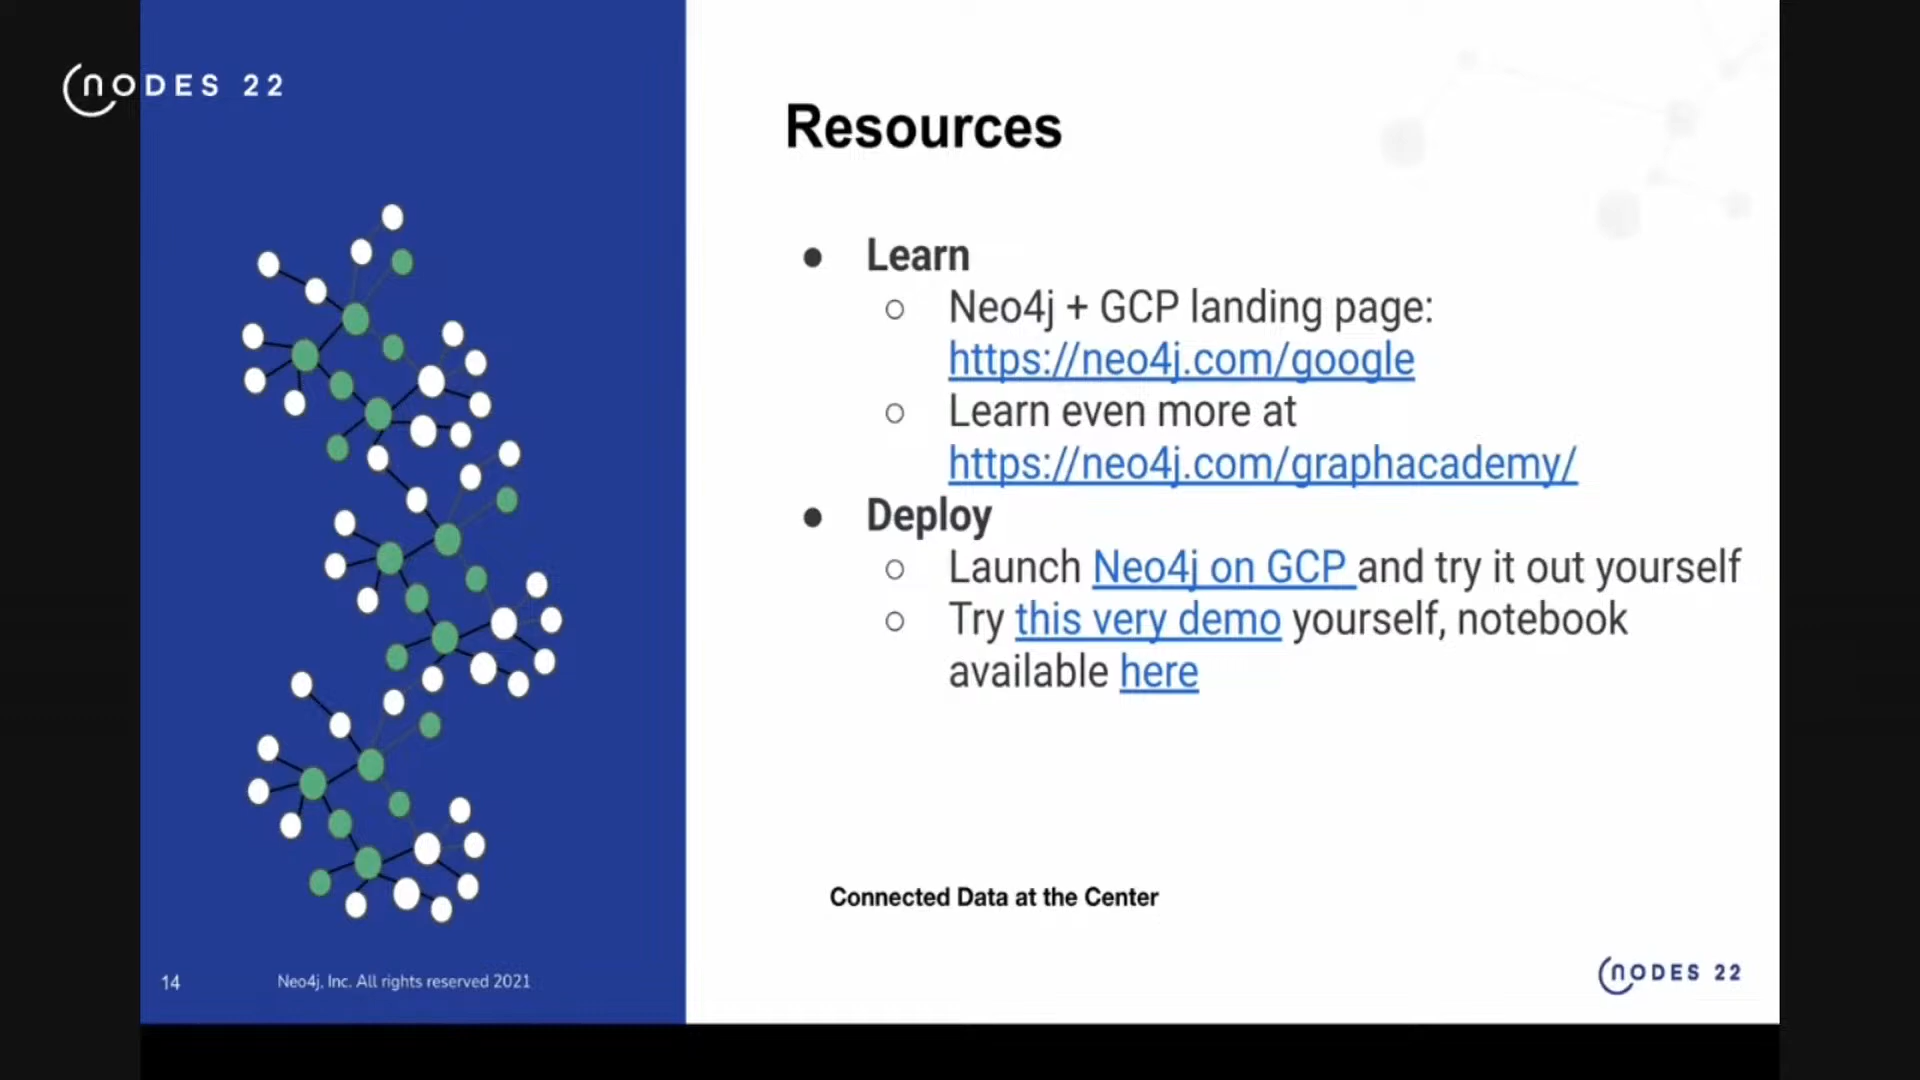 NODES 22
Resources
● Learn
○ Neo4j + GCP landing page:
https://neo4j.com/google
○ Learn even more at
https://neo4j.com/graphacademy/
● Deploy
○ Launch Neo4j on GCP and try it out yourself
○ Try this very demo yourself, notebook
available here
Connected Data at the Center
14
Neo4j, Inc. All rights reserved 2021
NODES 22